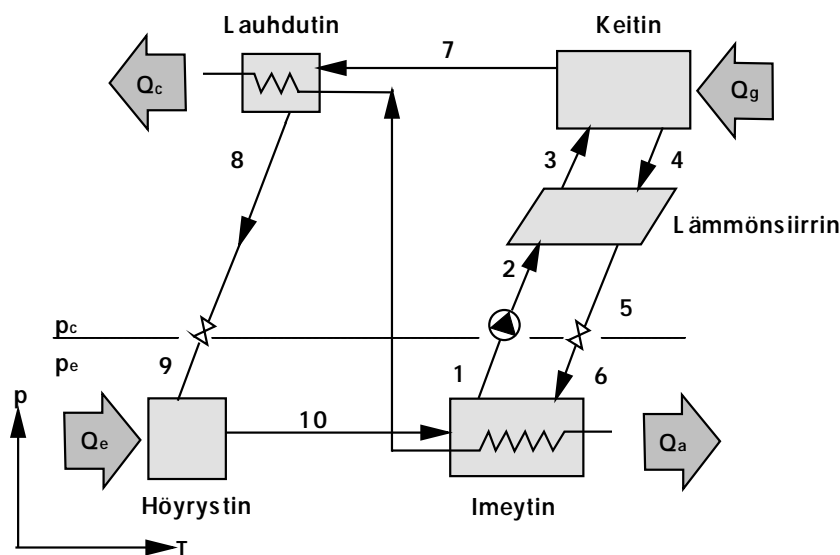 Lauhdutin
Keitin
7
Qc
Qg
8
3
4
Lämmönsiirrin
2
5
pc
pe
9
1
6
p
10
Qe
Qa
Höyrystin
Imeytin
T